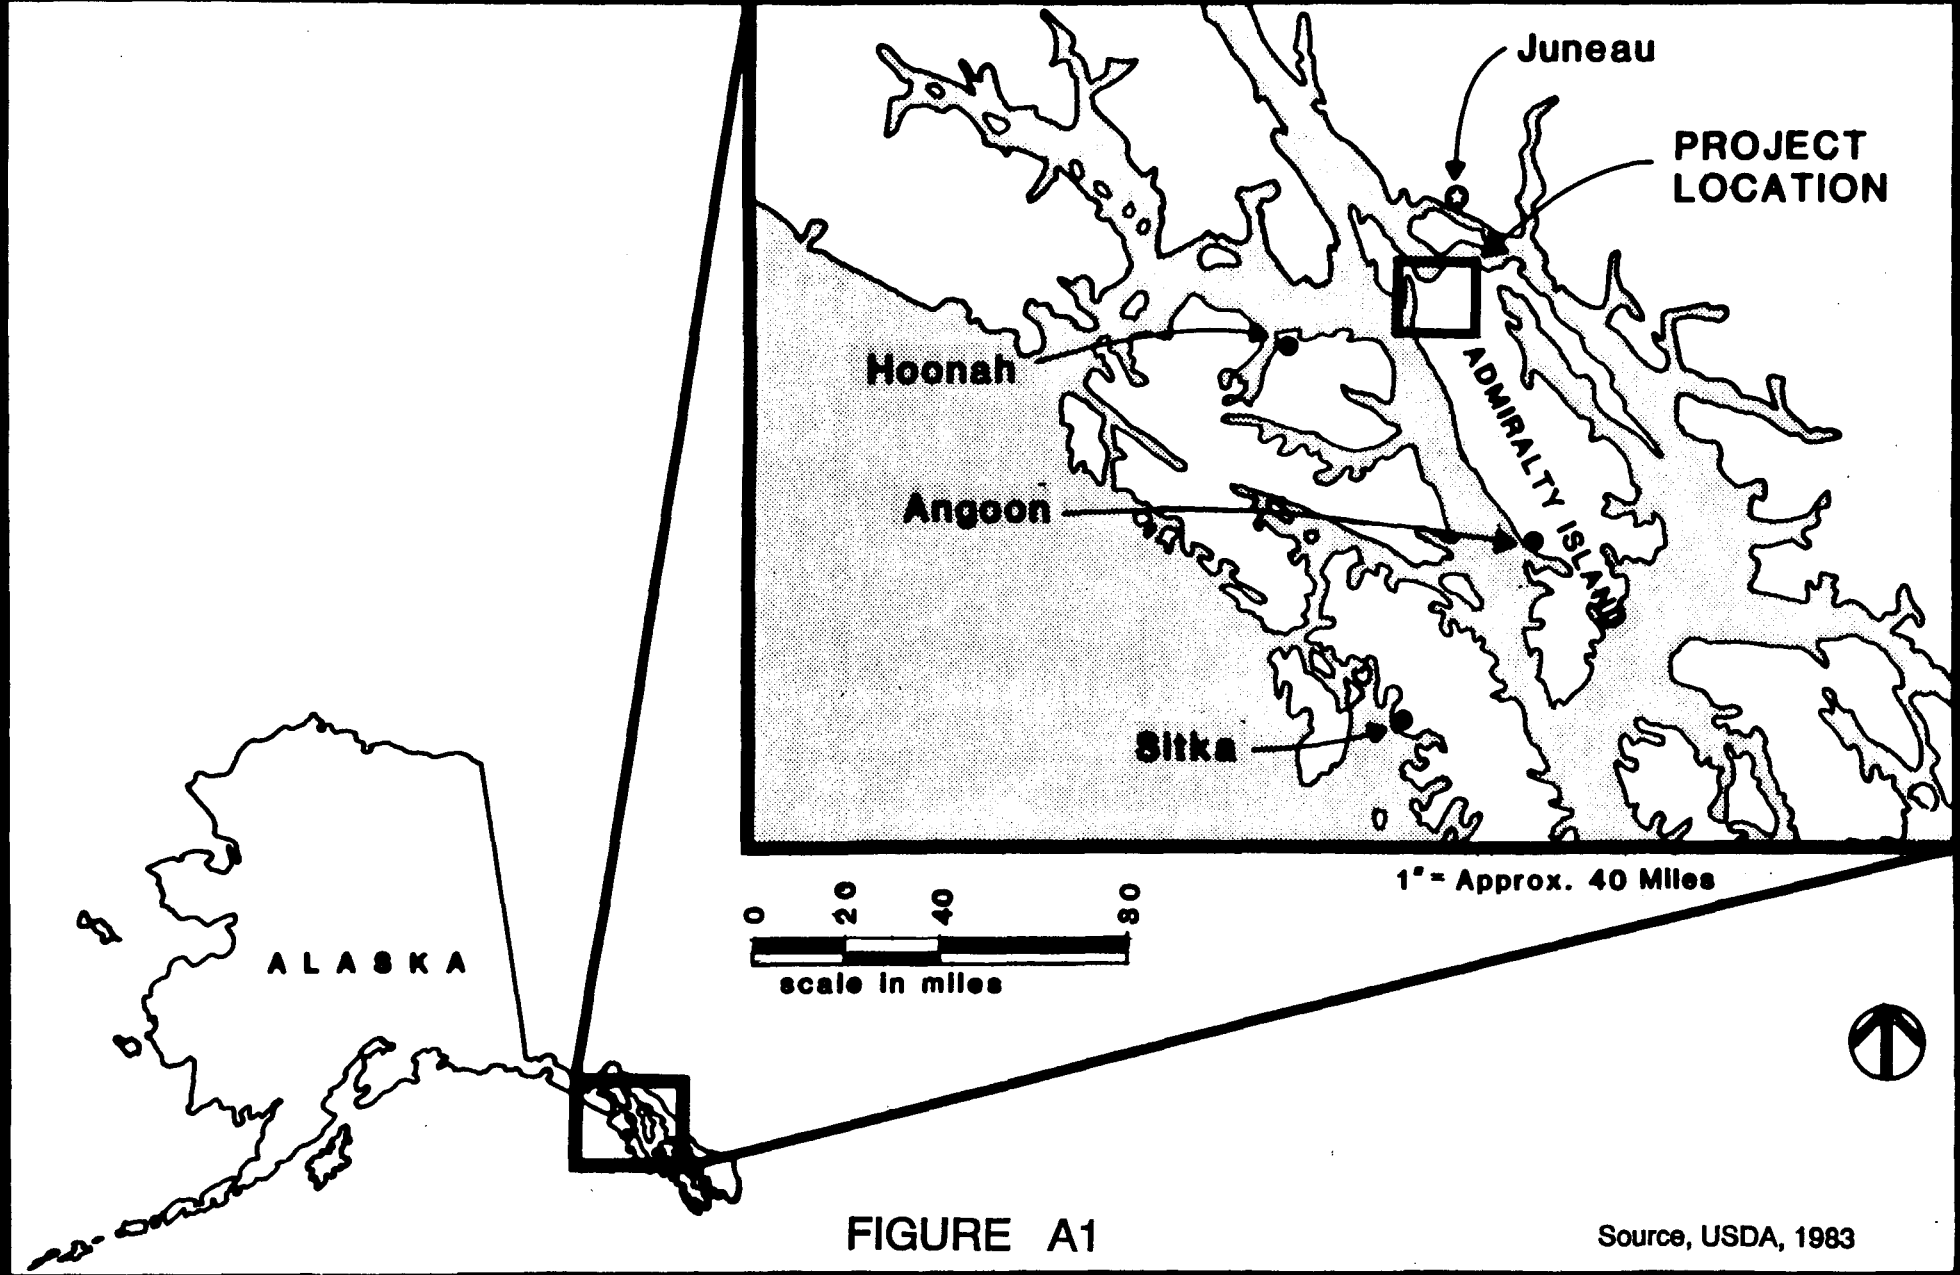 Juneau
PROJECT
LOCATION
Hoonah
ADMIRALTY ISLAND
Angoon
Sitka
1"= Approx. 40 Miles
0 20 40 80
scale in miles
ALASKA
FIGURE A1
Source, USDA, 1983